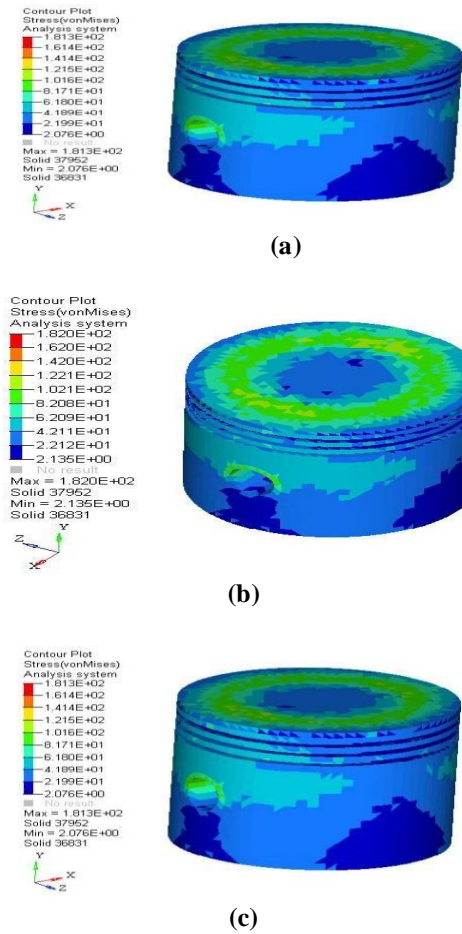 Contour Plot
Stress(vonMises)
Analysis system
1.813E+02
1.614E+02
1.414E+02
1.215E+02
1.016E+02
8.171E+01
6.180E+01
4.189E+01
2.199E+01
2.076E+00
No result
Max = 1.813E+02
Solid 37952
Min = 2.076E+00
Solid 36831
Y
X
Z
(a)
Contour Plot
Stress(vonMises)
Analysis system
1.820E+02
1.620E+02
1.420E+02
1.221E+02
1.021E+02
8.208E+01
6.209E+01
4.211E+01
2.212E+01
2.135E+00
No result
Max = 1.820E+02
Solid 37952
Min = 2.135E+00
Solid 36831
Y
Z
X
(b)
Contour Plot
Stress(vonMises)
Analysis system
1.813E+02
1.614E+02
1.414E+02
1.215E+02
1.016E+02
8.171E+01
6.180E+01
4.189E+01
2.199E+01
2.076E+00
No result
Max = 1.813E+02
Solid 37952
Min = 2.076E+00
Solid 36831
Y
X
Z
(c)